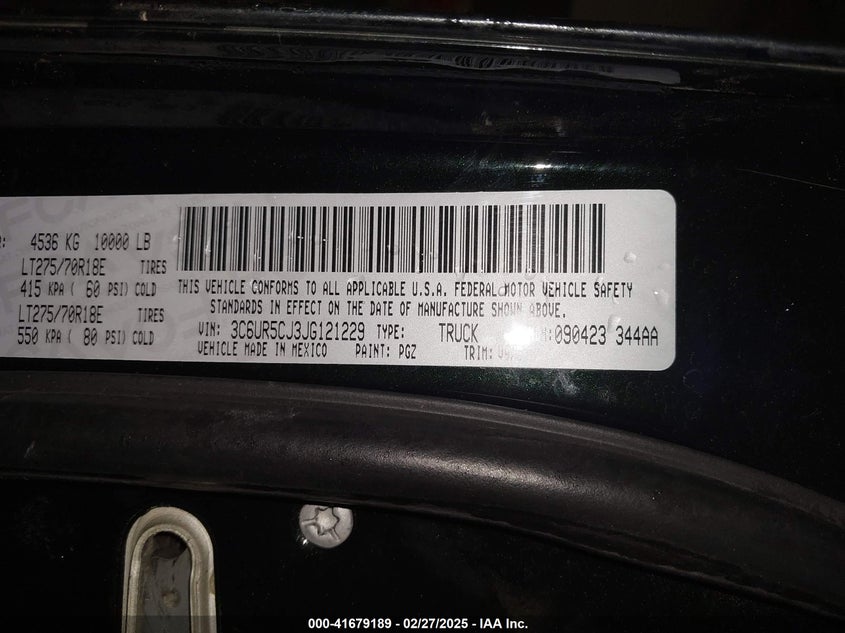 4536 KG 10000 LB
LT275/70R18E TIRES
415 KPA ( 60 PSI) COLD
LT275/70R18E TIRES
550 KPA ( 80 PSI) COLD
THIS VEHICLE CONFORMS TO ALL APPLICABLE U.S.A. FEDERAL MOTOR VEHICLE SAFETY
STANDARDS IN EFFECT ON THE DATE OF MANUFACTURE SHOWN ABOVE.
VIN: 3C6UR5CJ3JG121229 TYPE: TRUCK :090423 344AA
VEHICLE MADE IN MEXICO PAINT: PGZ TRIM:
000-41679189 - 02/27/2025 - IAA Inc.